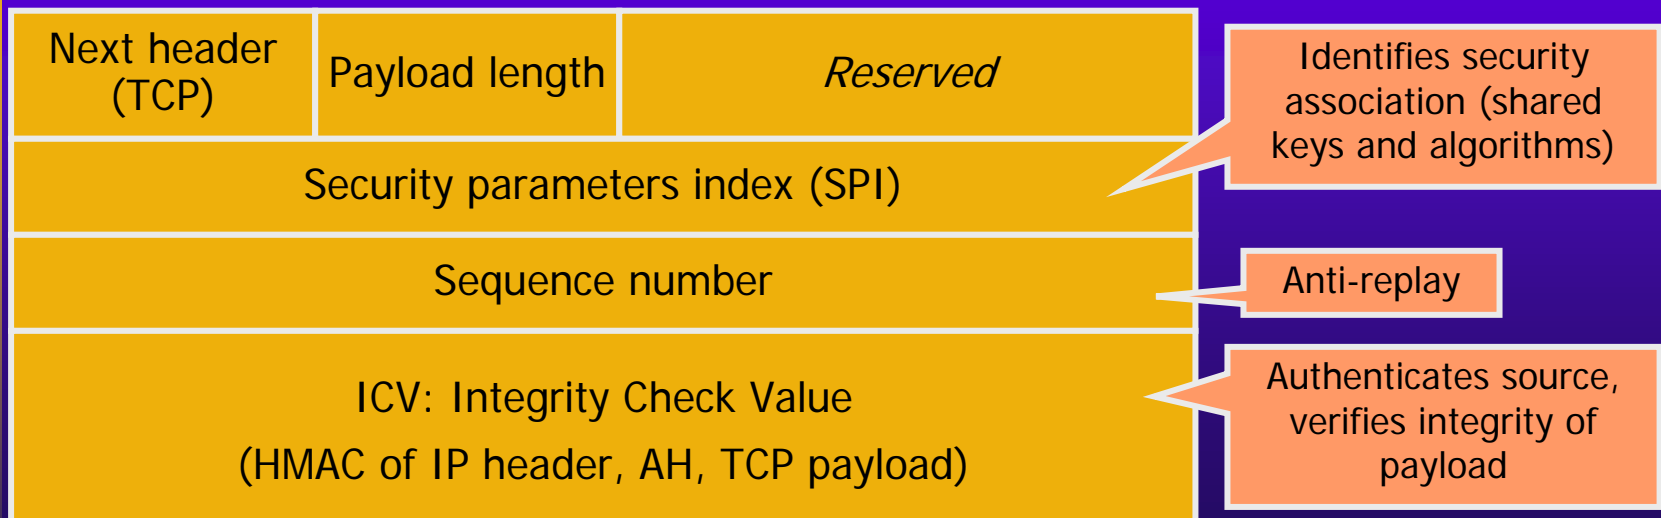 Next header
(TCP)
Payload length
Reserved
Identifies security
association (shared
keys and algorithms)
Security parameters index (SPI)
Sequence number
Anti-replay
ICV: Integrity Check Value
(HMAC of IP header, AH, TCP payload)
Authenticates source,
verifies integrity of
payload